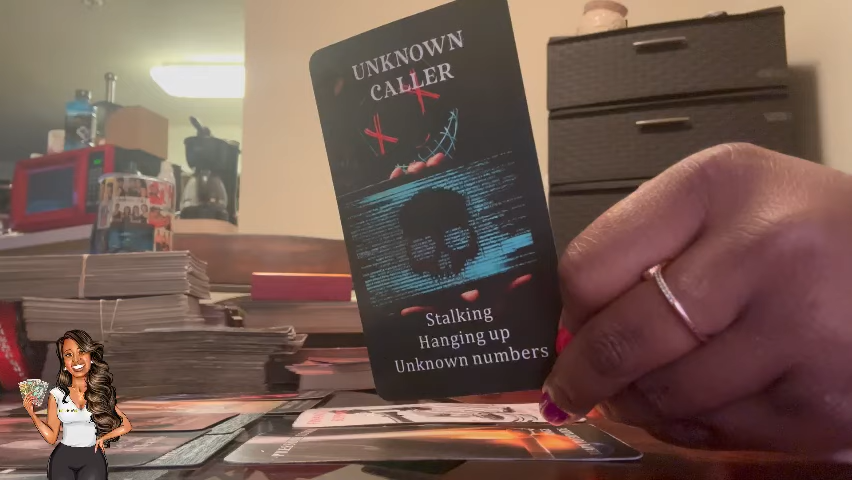 UNKNOWN
CALLER
Stalking
Hanging up
Unknown numbers